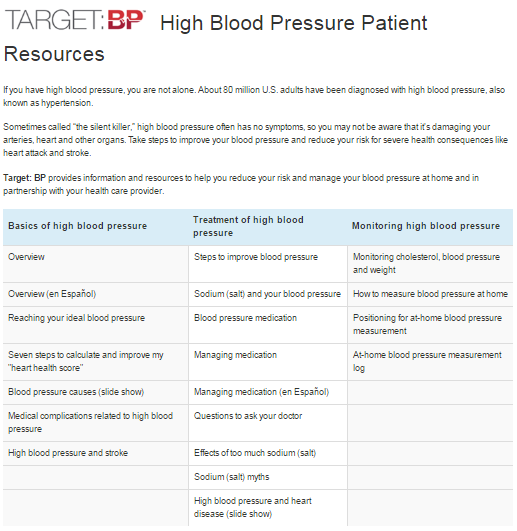 TARGET:BP High Blood Pressure Patient
Resources
If you have high blood pressure, you are not alone. About 80 million U.S. adults have been diagnosed with high blood pressure, also
known as hypertension.
Sometimes called "the silent killer," high blood pressure often has no symptoms, so you may not be aware that it's damaging your
arteries, heart and other organs. Take steps to improve your blood pressure and reduce your risk for severe health consequences like
heart attack and stroke.
Target: BP provides information and resources to help you reduce your risk and manage your blood pressure at home and in
partnership with your health care provider.
Basics of high blood pressure
Treatment of high blood
pressure
Monitoring high blood pressure
Overview
Steps to improve blood pressure
Monitoring cholesterol, blood pressure
and weight
Overview (en Español)
Sodium (salt) and your blood pressure
How to measure blood pressure at home
Reaching your ideal blood pressure
Blood pressure medication
Positioning for at-home blood pressure
measurement
Seven steps to calculate and improve my
"heart health score"
Managing medication
At-home blood pressure measurement
log
Blood pressure causes (slide show)
Managing medication (en Español)
Medical complications related to high blood
pressure
Questions to ask your doctor
High blood pressure and stroke
Effects of too much sodium (salt)
Sodium (salt) myths
High blood pressure and heart
disease (slide show)